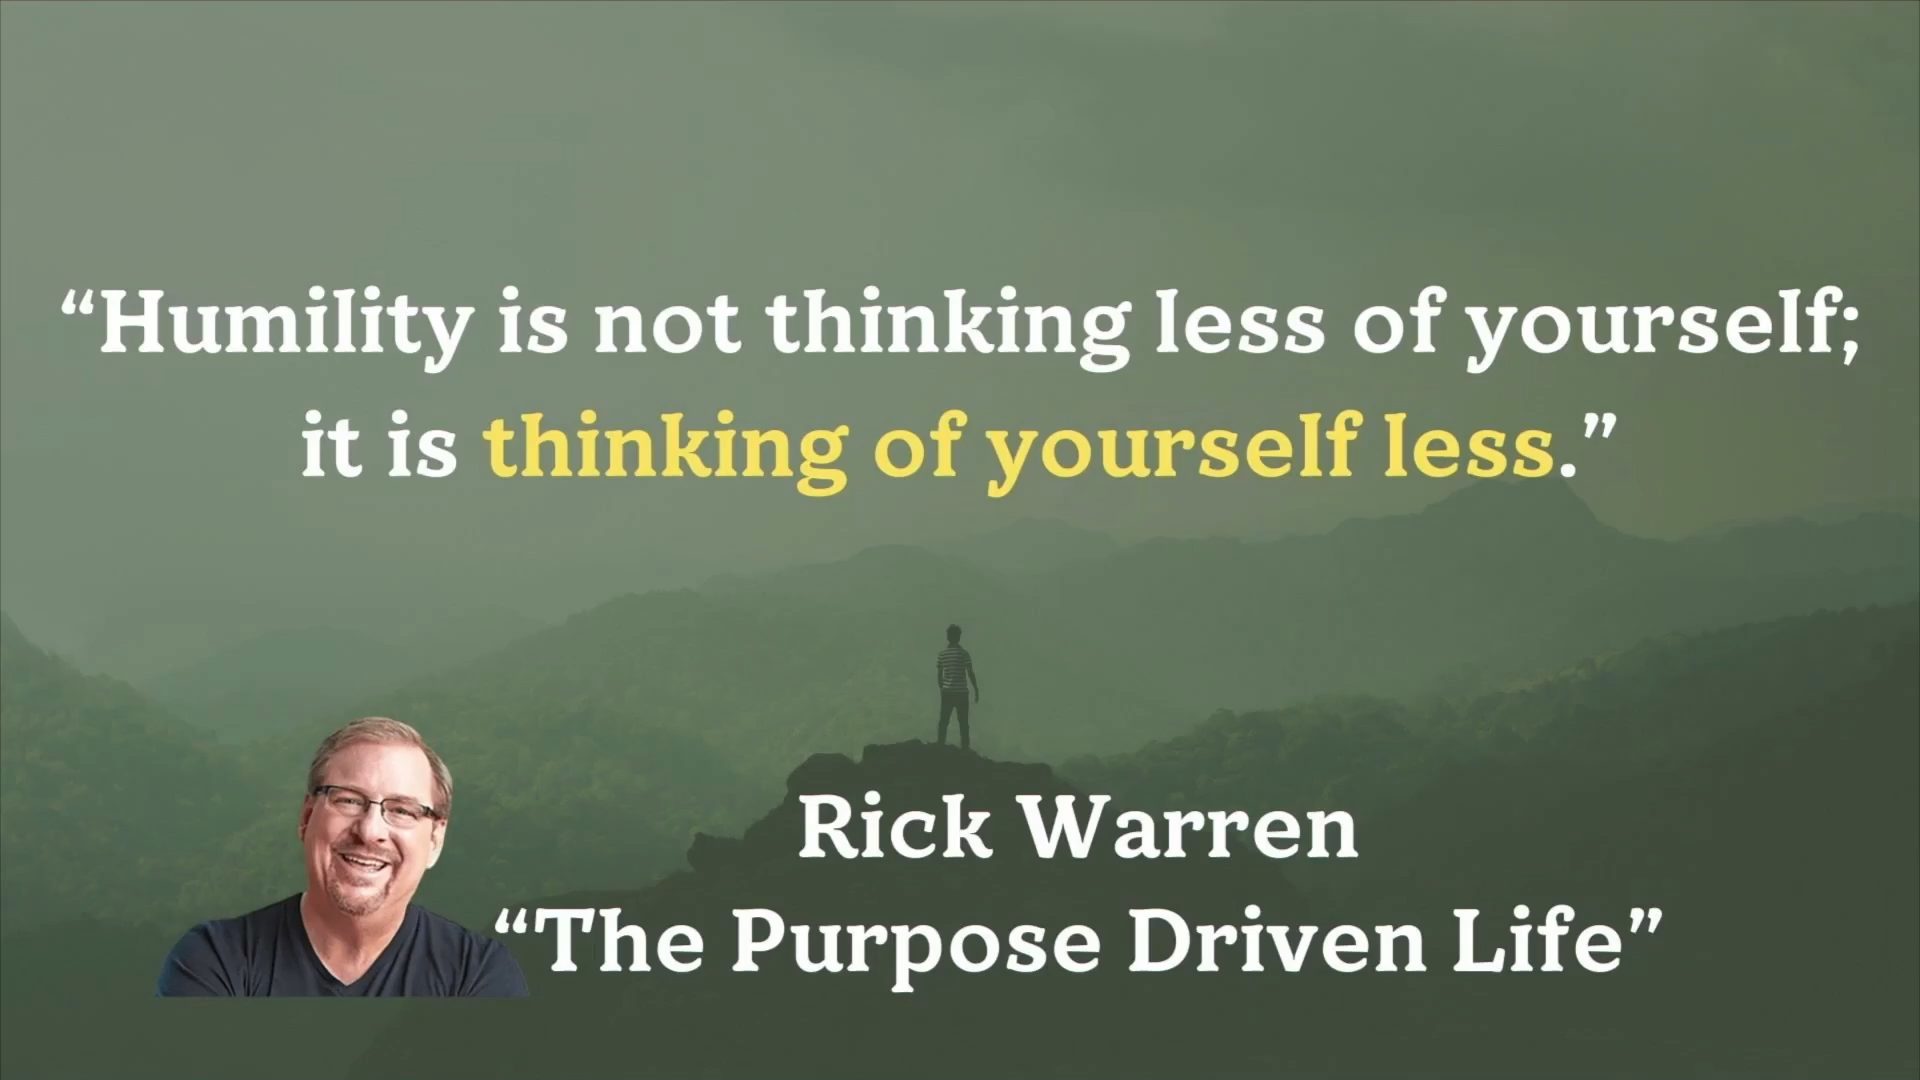 “Humility is not thinking less of yourself;
it is thinking of yourself less.”
Rick Warren
“The Purpose Driven Life”